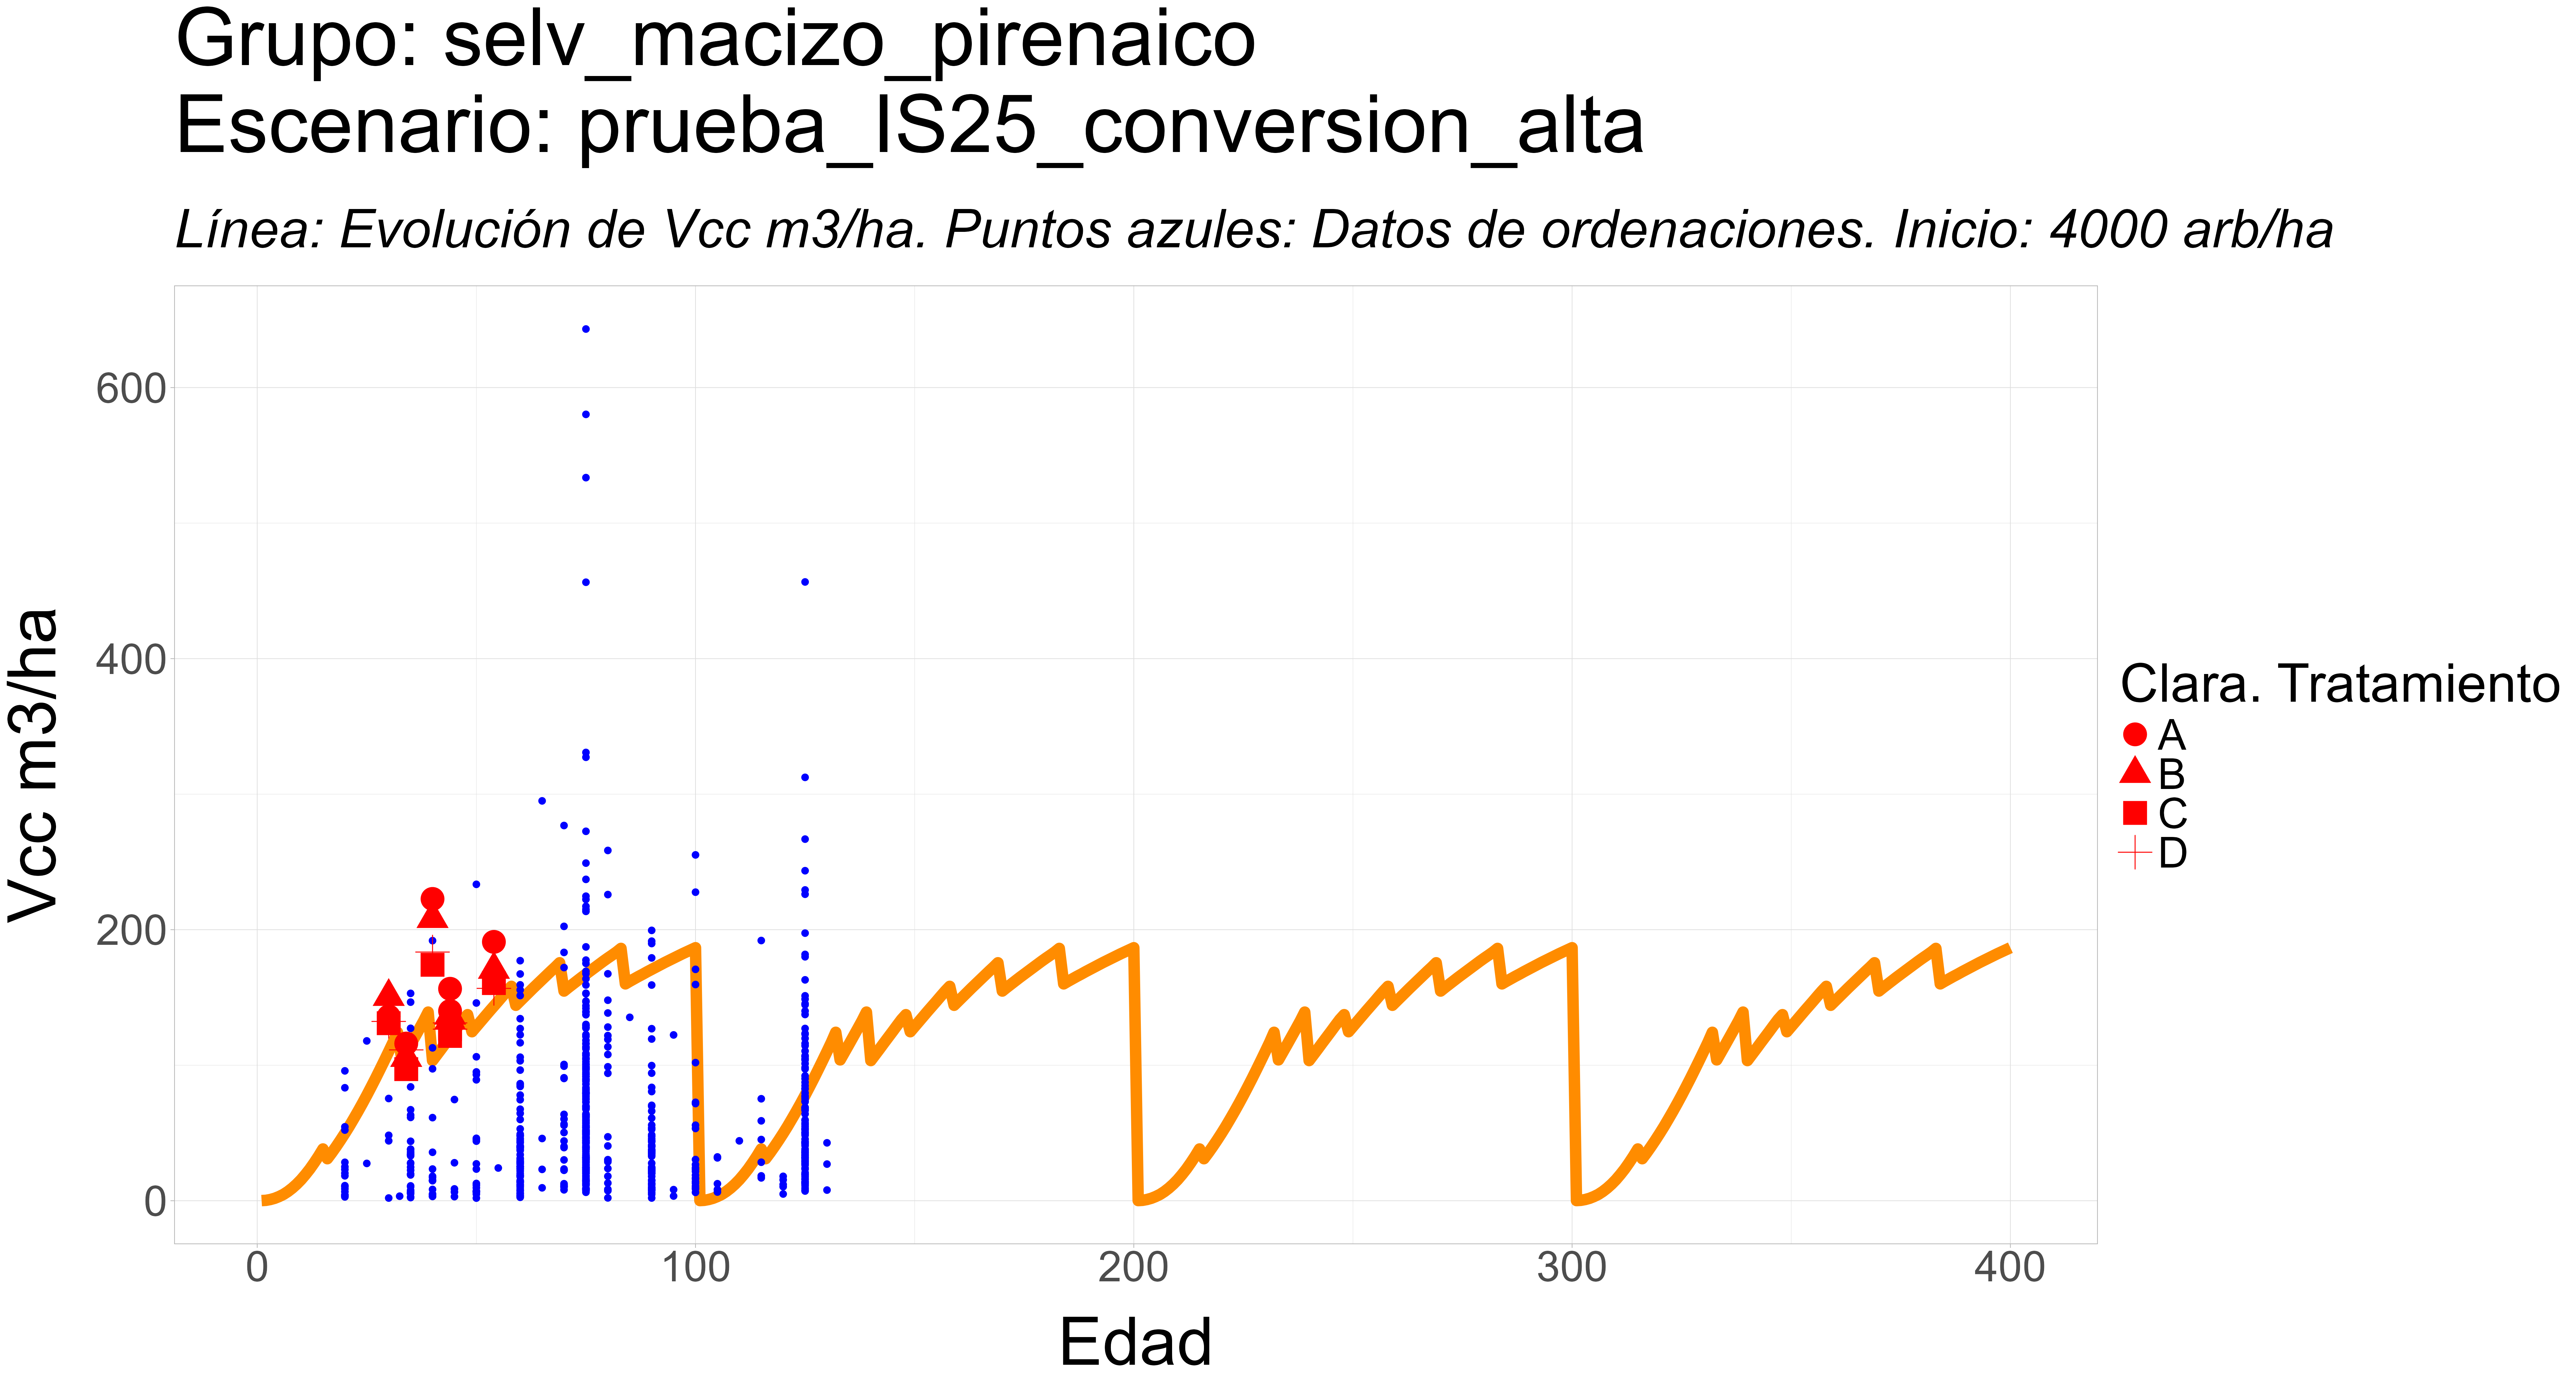 Grupo: selv_macizo_pirenaico
Escenario: prueba_IS25_conversion_alta
Línea: Evolución de Vcc m3/ha. Puntos azules: Datos de ordenaciones. Inicio: 4000 arb/ha
Vcc m3/ha
600
400
200
0
0
100
200
300
400
Edad
Clara. Tratamiento
A
B
C
D